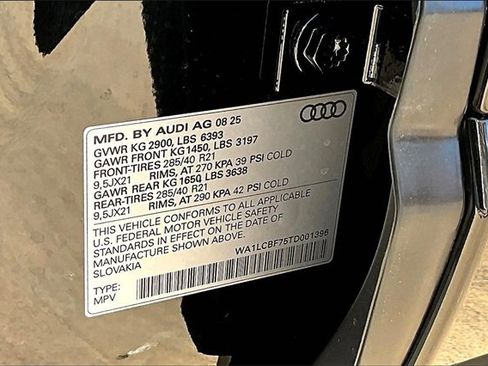 MFD. BY AUDI AG 08 25
GVWR KG 2900, LBS 6393
GAWR FRONT KG1450, LBS 3197
FRONT-TIRES 285/40 R21
9,5JX21 RIMS, AT 270 KPA 39 PSI COLD
GAWR REAR KG 1650, LBS 3638
REAR-TIRES 285/40 R21
9,5JX21 RIMS, AT 290 KPA 42 PSI COLD
THIS VEHICLE CONFORMS TO ALL APPLICABLE
U.S. FEDERAL MOTOR VEHICLE SAFETY
STANDARDS IN EFFECT ON THE DATE OF
MANUFACTURE SHOWN ABOVE.
SLOVAKIA
WA1LCBF75TD001396
TYPE:
MPV